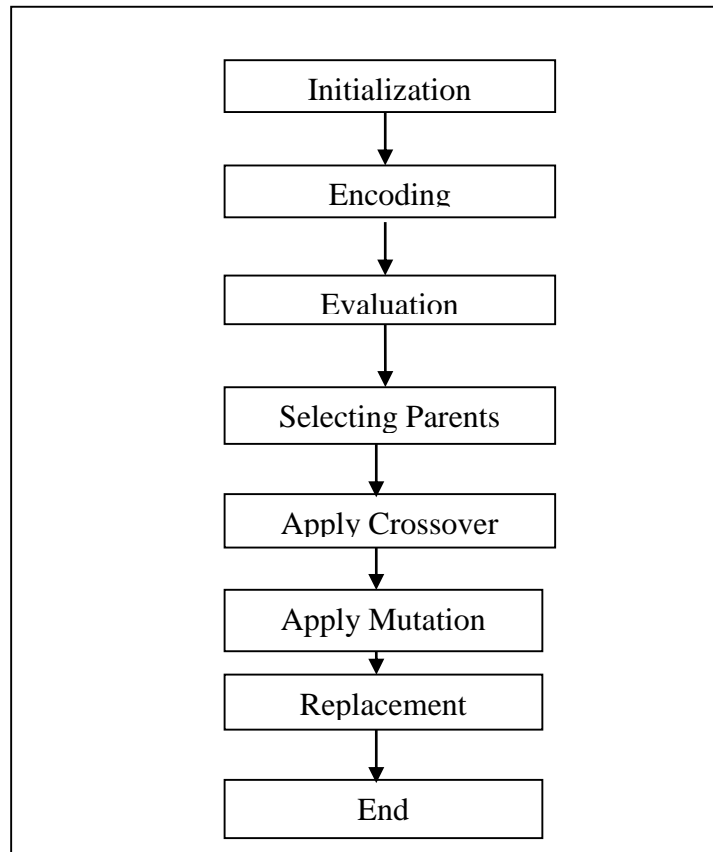 Initialization
Encoding
Evaluation
Selecting Parents
Apply Crossover
Apply Mutation
Replacement
End